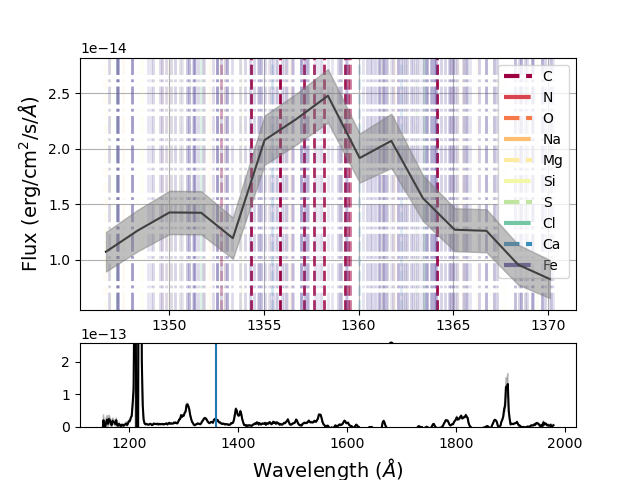 1e−14
Flux (erg/cm²/s/Å)
2.5
2.0
1.5
1.0
C
N
O
Na
Mg
Si
S
Cl
Ca
Fe
1350 1355 1360 1365 1370
1e−13
2
1
0
1200 1400 1600 1800 2000
Wavelength (Å)